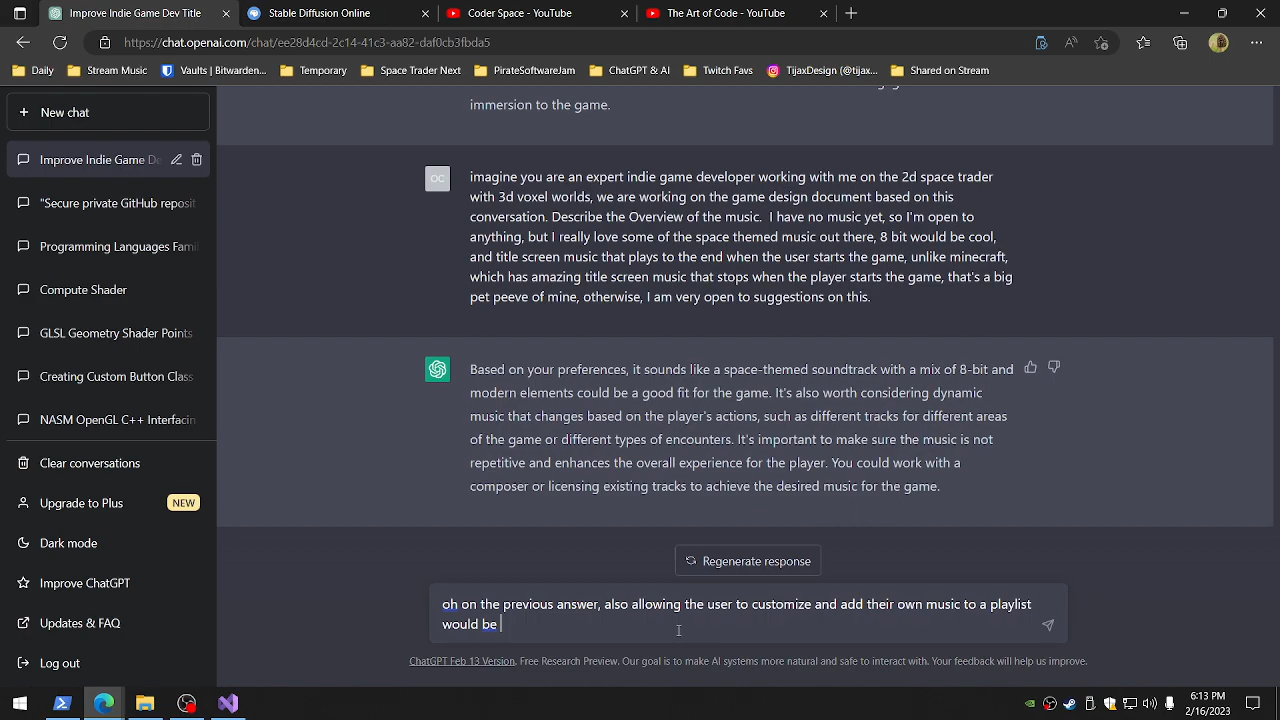 Improve Indie Game Dev Title
Stable Diffusion Online
Coder Space - YouTube
The Art of Code - YouTube
https://chat.openai.com/chat/ee28d4cd-2c14-41c3-aa82-daf0cb3fbda5
Daily
Stream Music
Vaults | Bitwarden...
Temporary
Space Trader Next
PirateSoftwareJam
ChatGPT & AI
Twitch Favs
TijaxDesign (@tijax...
Shared on Stream
New chat
Improve Indie Game De
"Secure private GitHub reposit
Programming Languages Fami
Compute Shader
GLSL Geometry Shader Points
Creating Custom Button Class
NASM OpenGL C++ Interfacin
Clear conversations
Upgrade to Plus
NEW
Dark mode
Improve ChatGPT
Updates & FAQ
Log out
immersion to the game.
OC
imagine you are an expert indie game developer working with me on the 2d space trader
with 3d voxel worlds, we are working on the game design document based on this
conversation. Describe the Overview of the music.  I have no music yet, so I'm open to
anything, but I really love some of the space themed music out there, 8 bit would be cool,
and title screen music that plays to the end when the user starts the game, unlike minecraft,
which has amazing title screen music that stops when the player starts the game, that's a big
pet peeve of mine, otherwise, I am very open to suggestions on this.
Based on your preferences, it sounds like a space-themed soundtrack with a mix of 8-bit and
modern elements could be a good fit for the game. It's also worth considering dynamic
music that changes based on the player's actions, such as different tracks for different areas
of the game or different types of encounters. It's important to make sure the music is not
repetitive and enhances the overall experience for the player. You could work with a
composer or licensing existing tracks to achieve the desired music for the game.
Regenerate response
oh on the previous answer, also allowing the user to customize and add their own music to a playlist
would be
ChatGPT Feb 13 Version. Free Research Preview. Our goal is to make AI systems more natural and safe to interact with. Your feedback will help us improve.
6:13 PM
2/16/2023